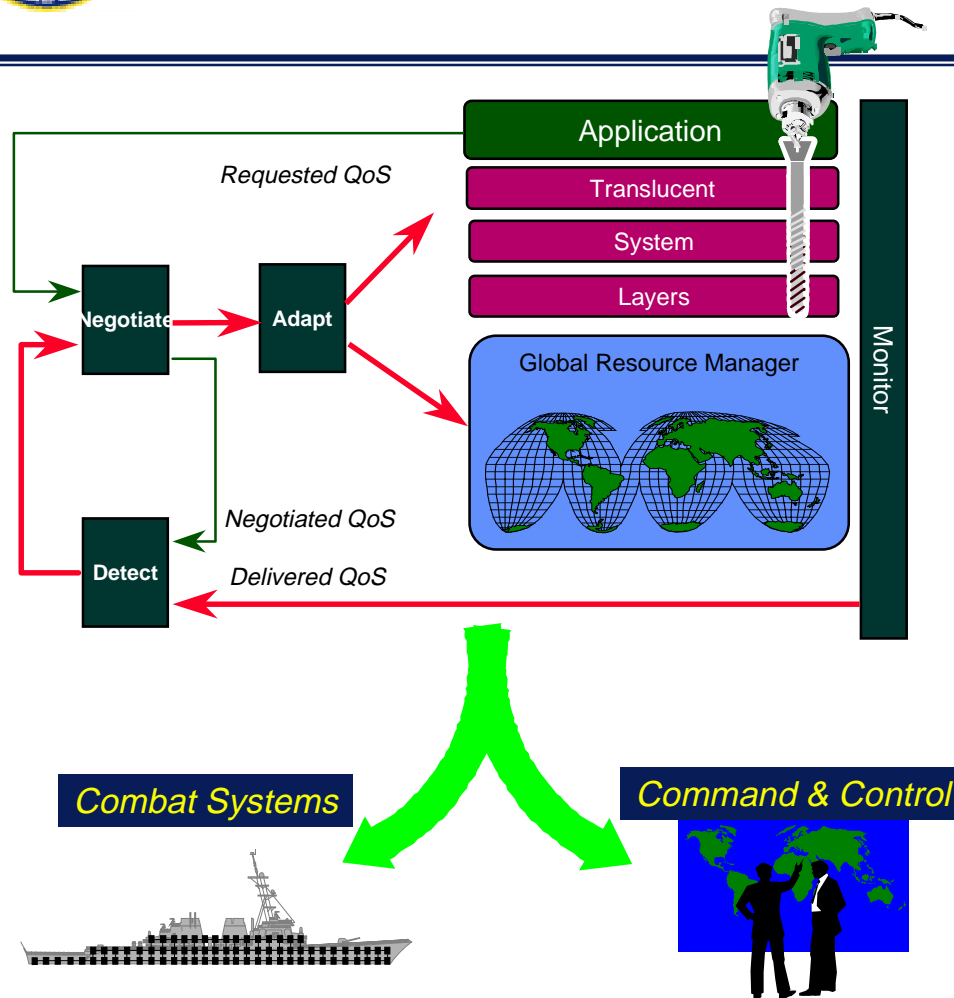 Application
Requested QoS
Translucent
System
Layers
Negotiate
Adapt
Monitor
Global Resource Manager
Negotiated QoS
Detect
Delivered QoS
Combat Systems
Command & Control